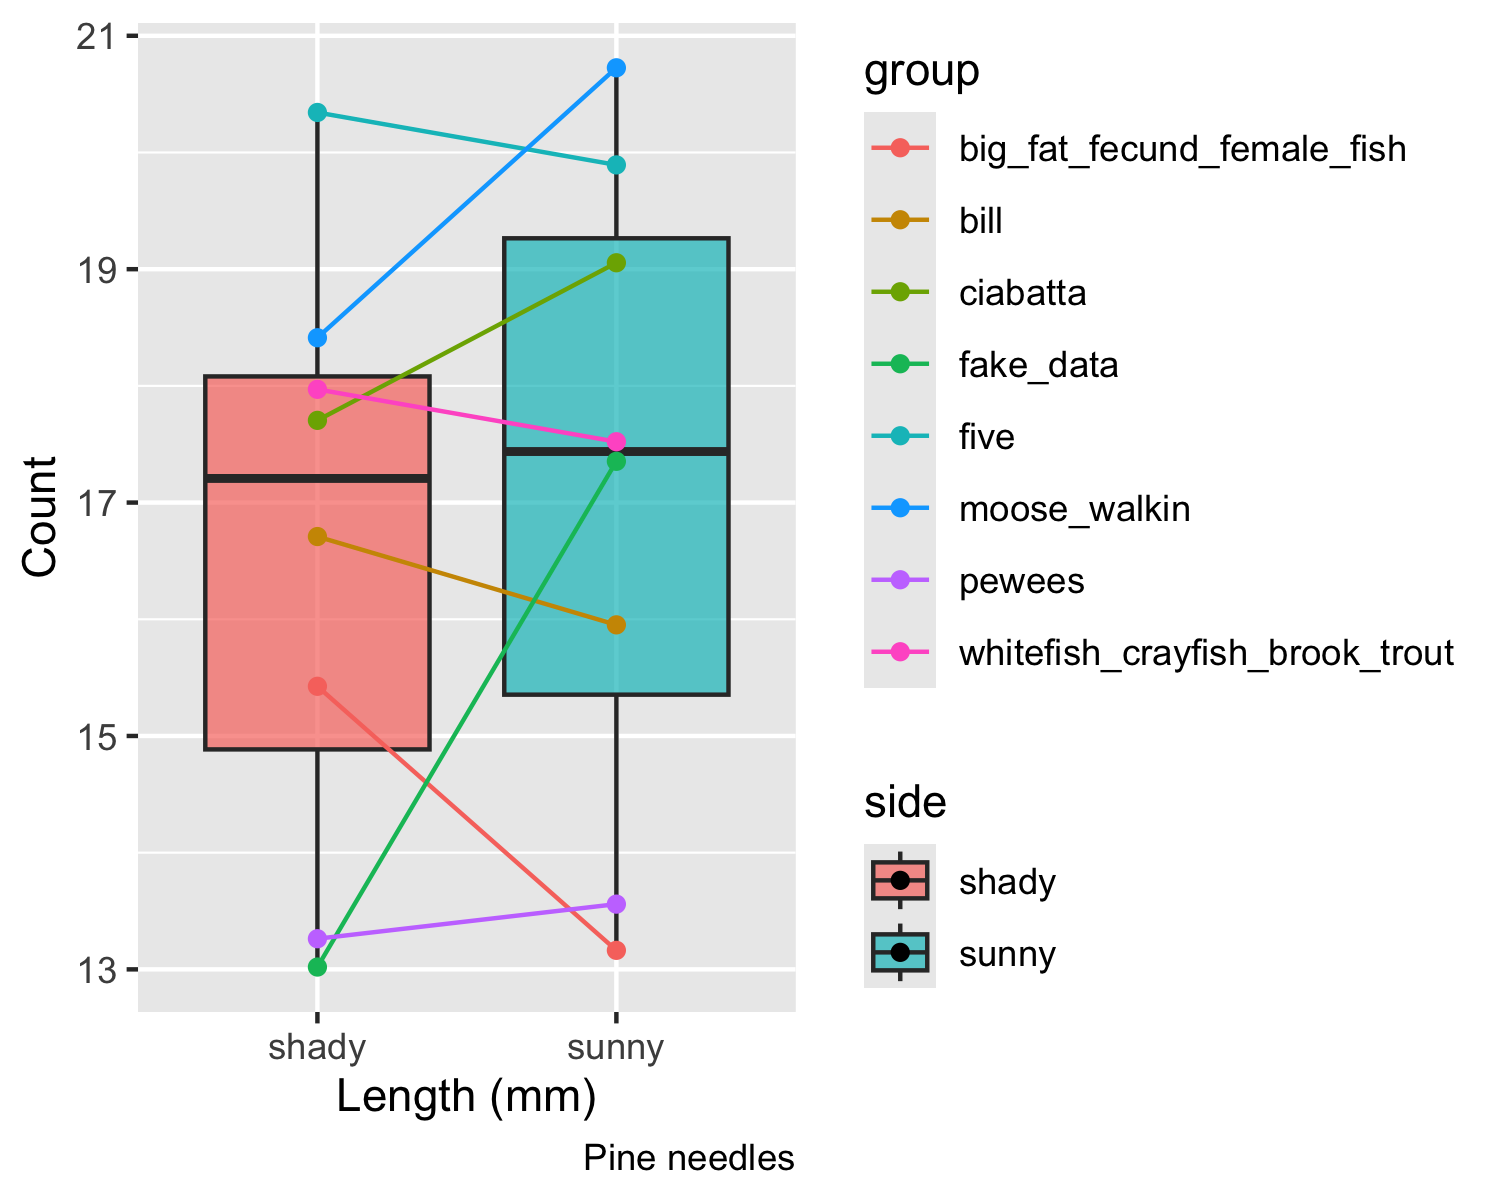 21
19
17
15
13
Count
shady
sunny
Length (mm)
Pine needles
group
big_fat_fecund_female_fish
bill
ciabatta
fake_data
five
moose_walkin
pewees
whitefish_crayfish_brook_trout
side
shady
sunny